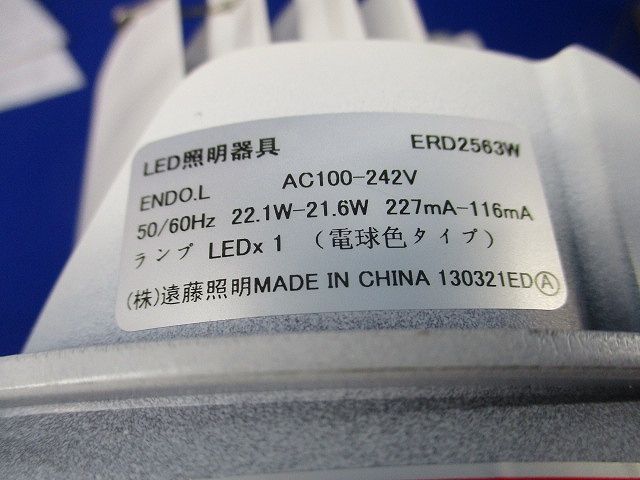 LED照明器具 ERD2563W
ENDO.L AC100-242V
50/60Hz 22.1W-21.6W 227mA-116mA
ランプ LEDx 1 （電球色タイプ）
(株)遠藤照明MADE IN CHINA 130321ED Ⓐ